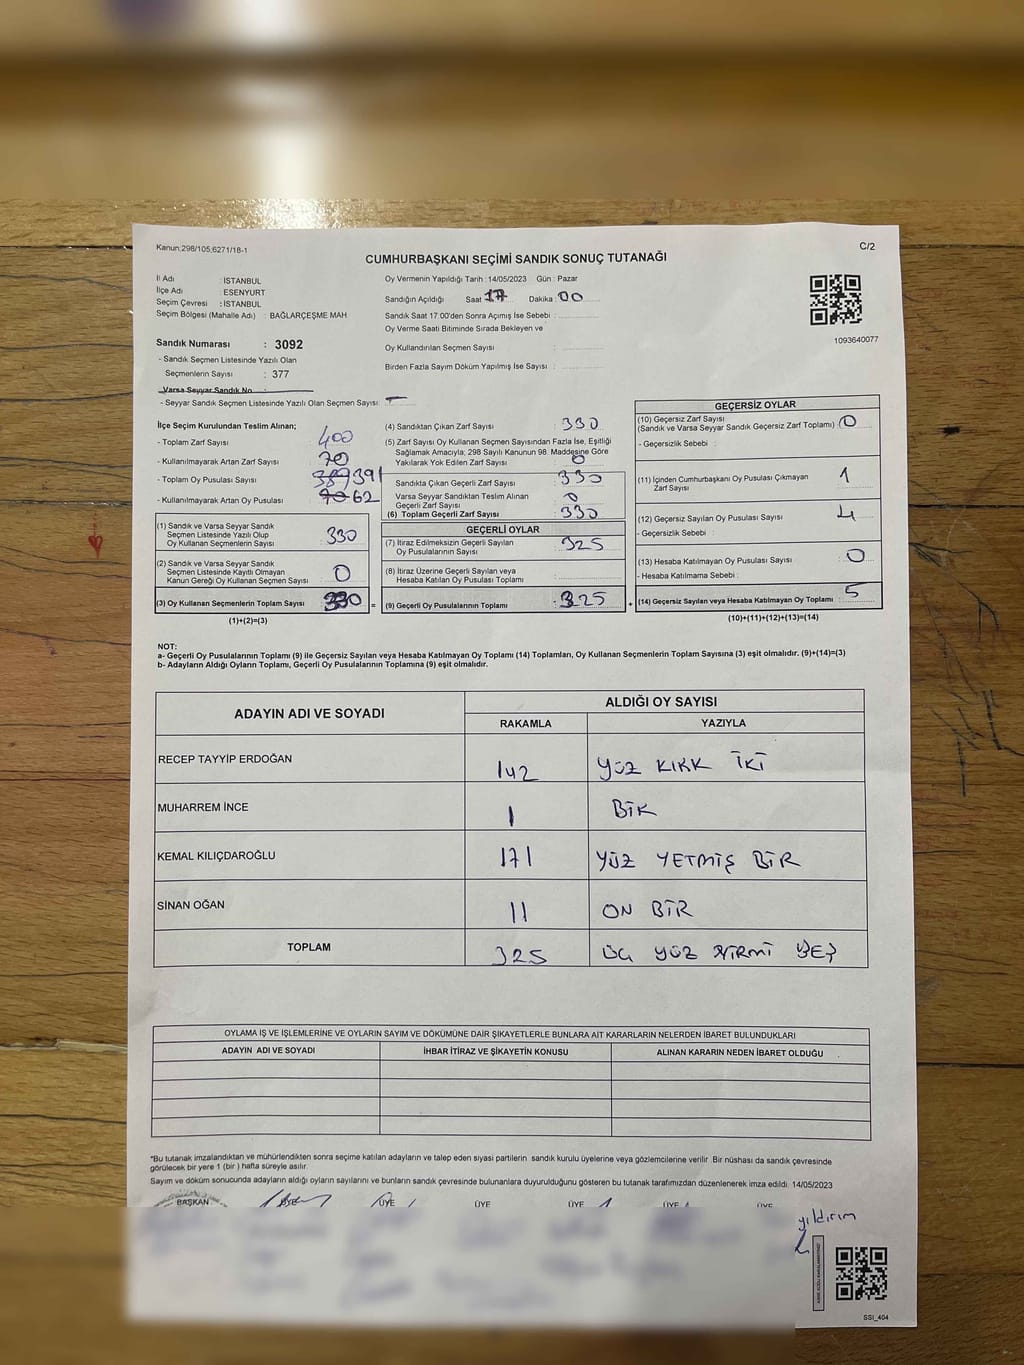 Kanun:298/105,6271/18-1
C/2
CUMHURBAŞKANI SEÇİMİ SANDIK SONUÇ TUTANAĞI
İl Adı : İSTANBUL
İlçe Adı : ESENYURT
Seçim Çevresi : İSTANBUL
Seçim Bölgesi (Mahalle Adı) : BAĞLARÇEŞME MAH
Sandık Numarası : 3092
- Sandık Seçmen Listesinde Yazılı Olan
Seçmenlerin Sayısı : 377
Varsa Seyyar Sandık No :
- Seyyar Sandık Seçmen Listesinde Yazılı Olan Seçmen Sayısı : -
Oy Vermenin Yapıldığı Tarih :14/05/2023 Gün : Pazar
Sandığın Açıldığı Saat 17 Dakika 00
Sandık Saat 17:00'den Sonra Açımış İse Sebebi :
Oy Verme Saati Bitiminde Sırada Bekleyen ve
Oy Kullandırılan Seçmen Sayısı :
Birden Fazla Sayım Döküm Yapılmış İse Sayısı :
1093640077
İlçe Seçim Kurulundan Teslim Alınan;
- Toplam Zarf Sayısı : 400
- Kullanılmayarak Artan Zarf Sayısı : 70
- Toplam Oy Pusulası Sayısı : 391
- Kullanılmayarak Artan Oy Pusulası : 62
(1) Sandık ve Varsa Seyyar Sandık
Seçmen Listesinde Yazılı Olup
Oy Kullanan Seçmenlerin Sayısı : 330
(2) Sandık ve Varsa Seyyar Sandık
Seçmen Listesinde Kayıtlı Olmayan
Kanun Gereği Oy Kullanan Seçmen Sayısı : 0
(3) Oy Kullanan Seçmenlerin Toplam Sayısı : 330 =
(1)+(2)=(3)
(4) Sandıktan Çıkan Zarf Sayısı : 330
(5) Zarf Sayısı Oy Kullanan Seçmen Sayısından Fazla İse, Eşitliği
Sağlamak Amacıyla; 298 Sayılı Kanunun 98. Maddesine Göre
Yakılarak Yok Edilen Zarf Sayısı : 0
Sandıkta Çıkan Geçerli Zarf Sayısı : 330
Varsa Seyyar Sandıktan Teslim Alınan
Geçerli Zarf Sayısı : 0
(6) Toplam Geçerli Zarf Sayısı : 330
GEÇERLİ OYLAR
(7) İtiraz Edilmeksizin Geçerli Sayılan
Oy Pusulalarının Sayısı : 325
(8) İtiraz Üzerine Geçerli Sayılan veya
Hesaba Katılan Oy Pusulası Toplamı :
(9) Geçerli Oy Pusulalarının Toplamı : 325 +
GEÇERSİZ OYLAR
(10) Geçersiz Zarf Sayısı
(Sandık ve Varsa Seyyar Sandık Geçersiz Zarf Toplamı) : 0
- Geçersizlik Sebebi :
(11) İçinden Cumhurbaşkanı Oy Pusulası Çıkmayan
Zarf Sayısı : 1
(12) Geçersiz Sayılan Oy Pusulası Sayısı : 4
- Geçersizlik Sebebi :
(13) Hesaba Katılmayan Oy Pusulası Sayısı : 0
- Hesaba Katılmama Sebebi :
(14) Geçersiz Sayılan veya Hesaba Katılmayan Oy Toplamı : 5
(10)+(11)+(12)+(13)=(14)
NOT:
a- Geçerli Oy Pusulalarının Toplamı (9) ile Geçersiz Sayılan veya Hesaba Katılmayan Oy Toplamı (14) Toplamları, Oy Kullanan Seçmenlerin Toplam Sayısına (3) eşit olmalıdır. (9)+(14)=(3)
b- Adayların Aldığı Oyların Toplamı, Geçerli Oy Pusulalarının Toplamına (9) eşit olmalıdır.
ADAYIN ADI VE SOYADI
ALDIĞI OY SAYISI
RAKAMLA YAZIYLA
RECEP TAYYİP ERDOĞAN 142 YÜZ KIRK İKİ
MUHARREM İNCE 1 BİR
KEMAL KILIÇDAROĞLU 171 YÜZ YETMİŞ BİR
SİNAN OĞAN 11 ON BİR
TOPLAM 325 ÜÇ YÜZ YİRMİ BEŞ
OYLAMA İŞ VE İŞLEMLERİNE VE OYLARIN SAYIM VE DÖKÜMÜNE DAİR ŞİKAYETLERLE BUNLARA AİT KARARLARIN NELERDEN İBARET BULUNDUKLARI
ADAYIN ADI VE SOYADI İHBAR İTİRAZ VE ŞİKAYETİN KONUSU ALINAN KARARIN NEDEN İBARET OLDUĞU
*Bu tutanak imzalandıktan ve mühürlendikten sonra seçime katılan adayların ve talep eden siyasi partilerin sandık kurulu üyelerine veya gözlemcilerine verilir. Bir nüshası da sandık çevresinde
görülecek bir yere 1 (bir ) hafta süreyle asılır.
Sayım ve döküm sonucunda adayların aldığı oyların sayılarını ve bunların sandık çevresinde bulunanlara duyurulduğunu gösteren bu tutanak tarafımızdan düzenlenerek imza edildi. 14/05/2023
BAŞKAN ÜYE ÜYE ÜYE ÜYE ÜYE ÜYE
yıldırım
SSI_404